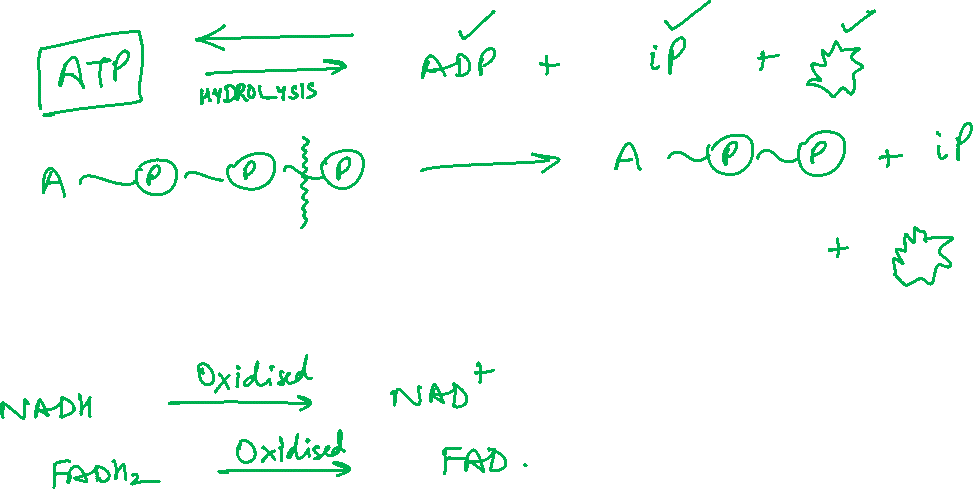 ATP ADP + iP +
HYDROLYSIS
A P P P A P P + iP
+
NADH Oxidised NAD+
FADH2 Oxidised FAD.